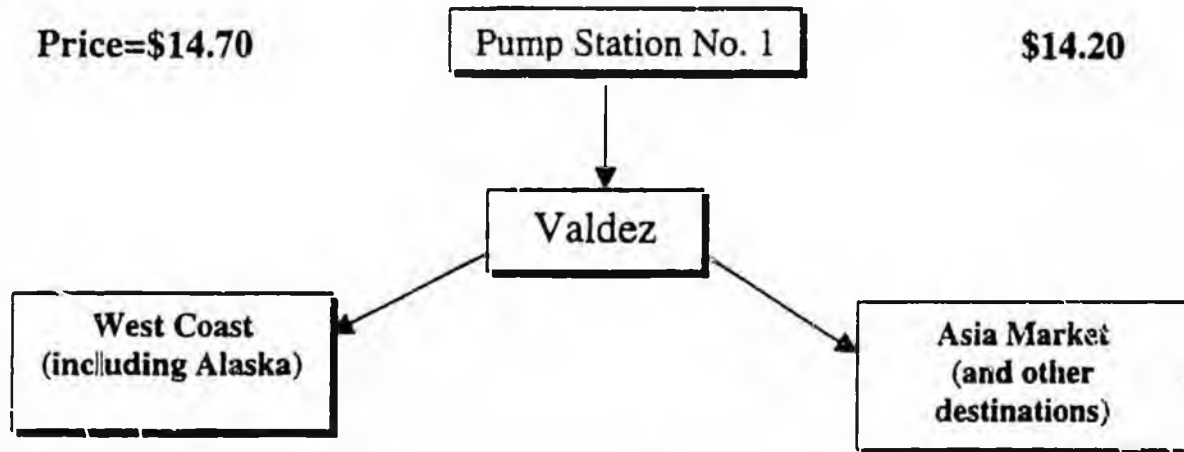 Price=$14.70
Pump Station No. 1
$14.20
Valdez
West Coast
(including Alaska)
Asia Market
(and other
destinations)